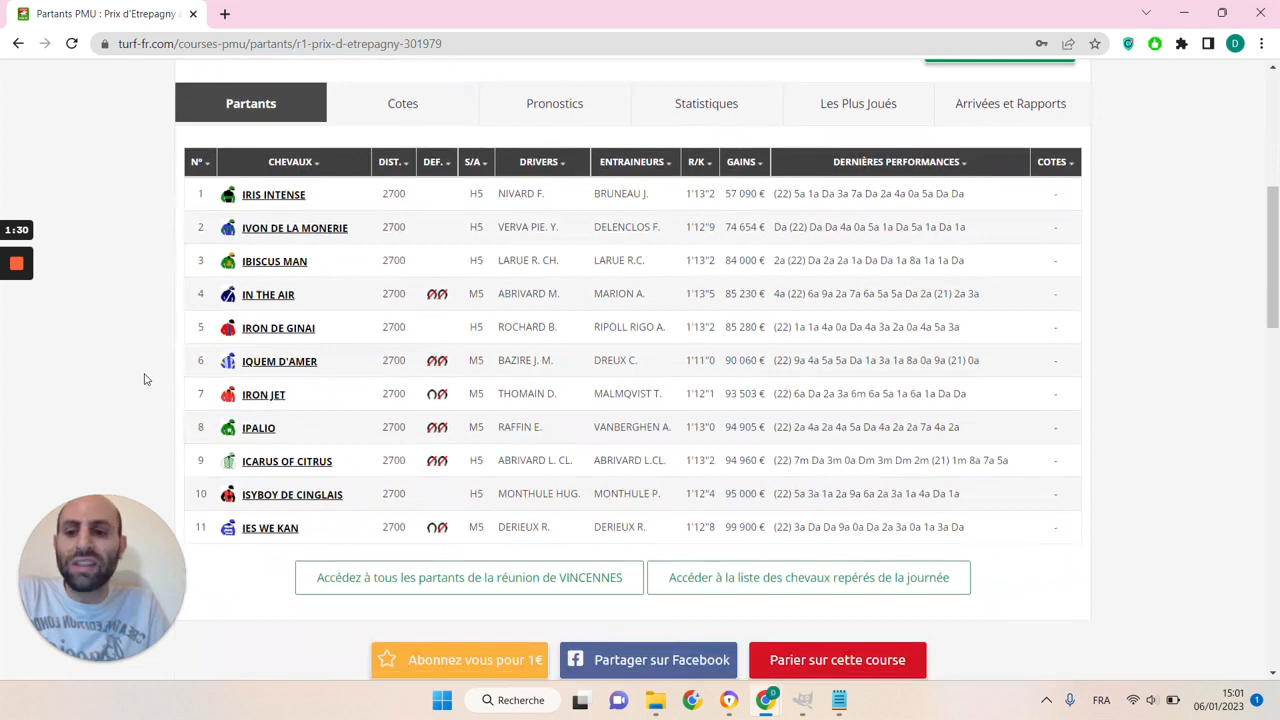 Partants PMU : Prix d'Etrepagny &
turf-fr.com/courses-pmu/partants/r1-prix-d-etrepagny-301979
D
Partants Cotes Pronostics Statistiques Les Plus Joués Arrivées et Rapports
N° CHEVAUX DIST. DEF. S/A DRIVERS ENTRAINEURS R/K GAINS DERNIÈRES PERFORMANCES COTES
1 IRIS INTENSE 2700 H5 NIVARD F. BRUNEAU J. 1'13"2 57 090 € (22) 5a 1a Da 3a 7a Da 2a 4a 0a 5a Da Da -
2 IVON DE LA MONERIE 2700 H5 VERVA PIE. Y. DELENCLOS F. 1'12"9 74 654 € Da (22) Da Da 4a 0a 5a 1a Da 5a 1a Da 1a -
3 IBISCUS MAN 2700 H5 LARUE R. CH. LARUE R.C. 1'13"2 84 000 € 2a (22) Da 2a 2a 1a Da Da 1a 8a 1a 1a Da -
4 IN THE AIR 2700 M5 ABRIVARD M. MARION A. 1'13"5 85 230 € 4a (22) 6a 9a 2a 7a 6a 5a 5a Da 2a (21) 2a 3a -
5 IRON DE GINAI 2700 H5 ROCHARD B. RIPOLL RIGO A. 1'13"2 85 280 € (22) 1a 1a 4a 0a Da 4a 3a 2a 0a 4a 5a 3a -
6 IQUEM D'AMER 2700 M5 BAZIRE J. M. DREUX C. 1'11"0 90 060 € (22) 9a 4a 5a 5a Da 1a 3a 1a 8a 0a 9a (21) 0a -
7 IRON JET 2700 M5 THOMAIN D. MALMQVIST T. 1'12"1 93 503 € (22) 6a Da 2a 3a 6m 6a 5a 1a 6a 1a Da Da -
8 IPALIO 2700 M5 RAFFIN E. VANBERGHEN A. 1'13"0 94 905 € (22) 2a 4a 2a 4a 5a Da 4a 2a 2a 7a 4a 2a -
9 ICARUS OF CITRUS 2700 H5 ABRIVARD L. CL. ABRIVARD L.CL. 1'13"2 94 960 € (22) 7m Da 3m 0a Dm 3m Dm 2m (21) 1m 8a 7a 5a -
10 ISYBOY DE CINGLAIS 2700 H5 MONTHULE HUG. MONTHULE P. 1'12"4 95 000 € (22) 5a 3a 1a 2a 9a 6a 2a 3a 1a 4a Da 1a -
11 IES WE KAN 2700 M5 DERIEUX R. DERIEUX R. 1'12"8 99 900 € (22) 3a Da Da 9a 0a Da 2a 3a 0a 1a 3a Da -
1:30
Accédez à tous les partants de la réunion de VINCENNES
Accéder à la liste des chevaux repérés de la journée
Abonnez vous pour 1€
Partager sur Facebook
Parier sur cette course
Recherche
FRA
15:01
06/01/2023
1